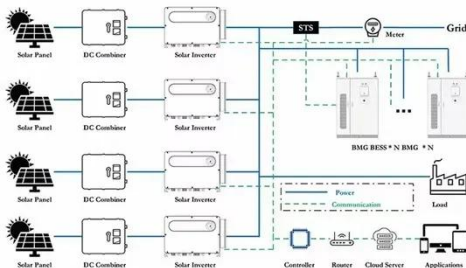 STS
Meter
Grid
Solar Panel
DC Combiner
Solar Inverter
Solar Panel
DC Combiner
Solar Inverter
BMG BESS * N BMG * N
Solar Panel
DC Combiner
Solar Inverter
Power
Communication
Load
Solar Panel
DC Combiner
Solar Inverter
Controller
Router
Cloud Server
Applications